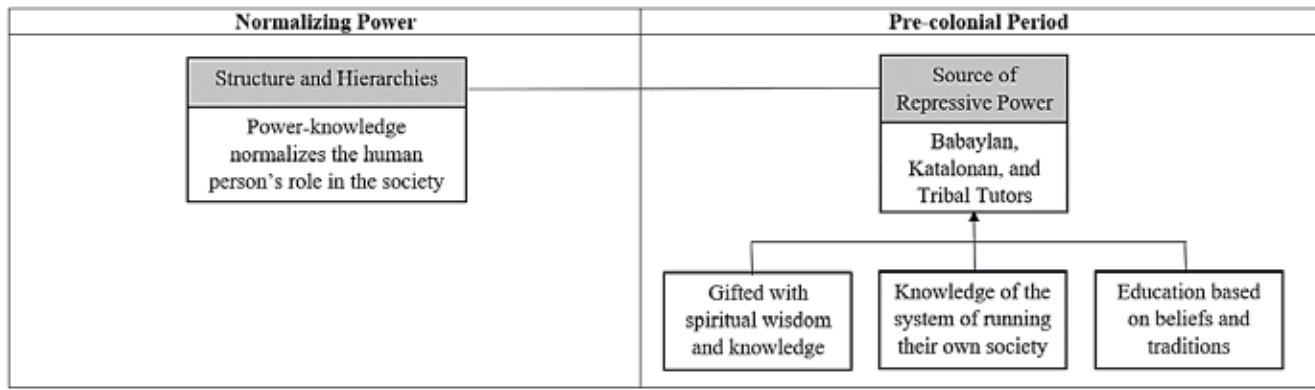 Normalizing Power
Pre-colonial Period
Structure and Hierarchies
Power-knowledge
normalizes the human
person's role in the society
Source of
Repressive Power
Babaylan,
Katalonan, and
Tribal Tutors
Gifted with
spiritual wisdom
and knowledge
Knowledge of the
system of running
their own society
Education based
on beliefs and
traditions